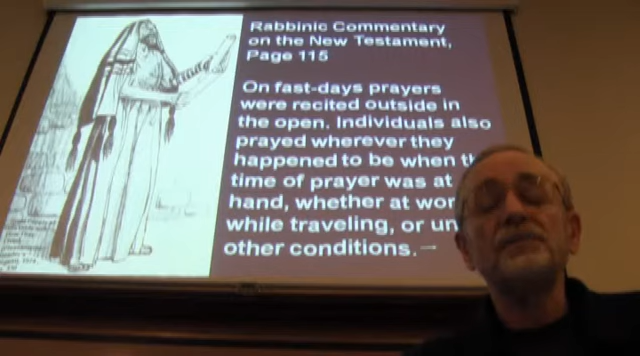 Rabbinic Commentary
on the New Testament,
Page 115
On fast-days prayers
were recited outside in
the open. Individuals also
prayed wherever they
happened to be when
time of prayer was at
hand, whether at
while traveling, or
other conditions.